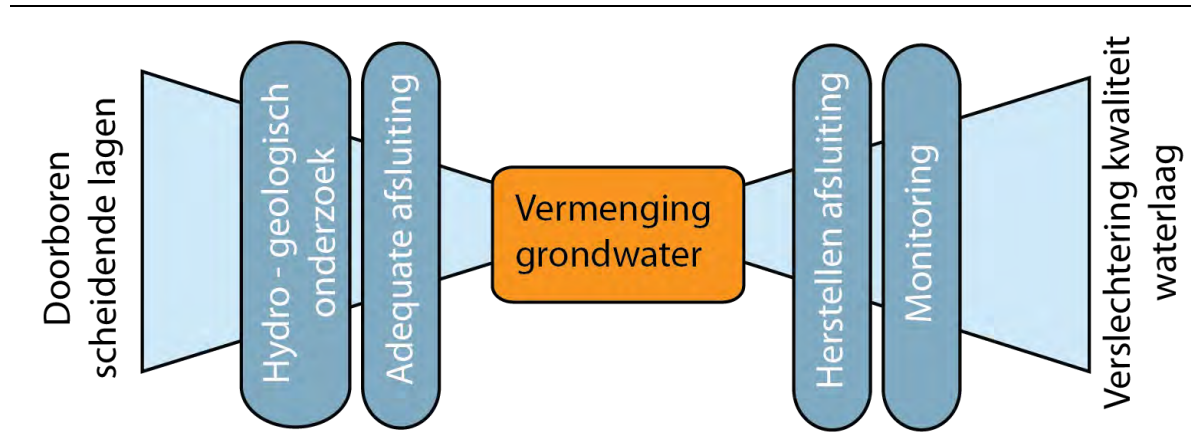 Doorboren
scheidende lagen
Hydro - geologisch
onderzoek
Adequate afsluiting
Vermenging
grondwater
Herstellen afsluiting
Monitoring
Verslechtering kwaliteit
waterlaag